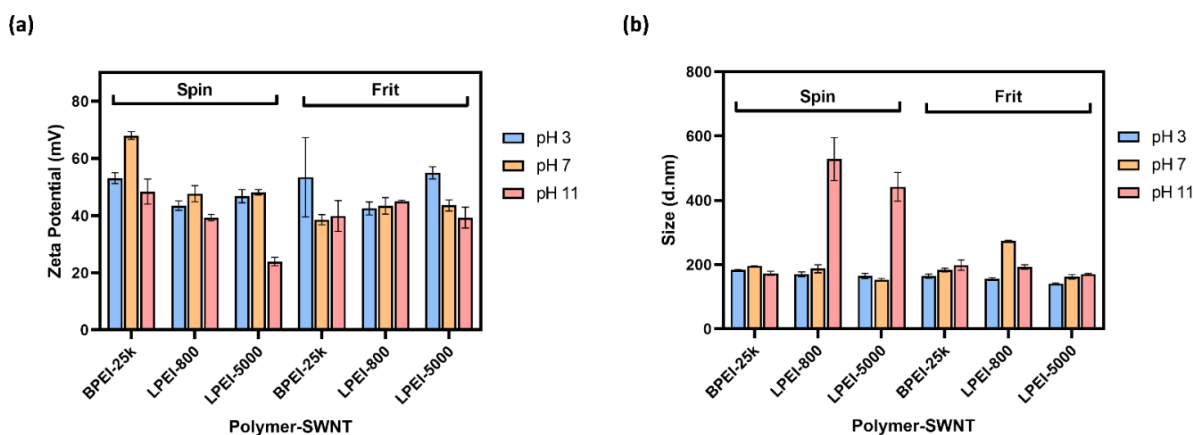 (a)
Zeta Potential (mV)
80
60
40
20
0
Spin
Frit
pH 3
pH 7
pH 11
BPEI-25k
LPEI-800
LPEI-5000
BPEI-25k
LPEI-800
LPEI-5000
Polymer-SWNT
(b)
Size (d.nm)
800
600
400
200
0
Spin
Frit
pH 3
pH 7
pH 11
BPEI-25k
LPEI-800
LPEI-5000
BPEI-25k
LPEI-800
LPEI-5000
Polymer-SWNT